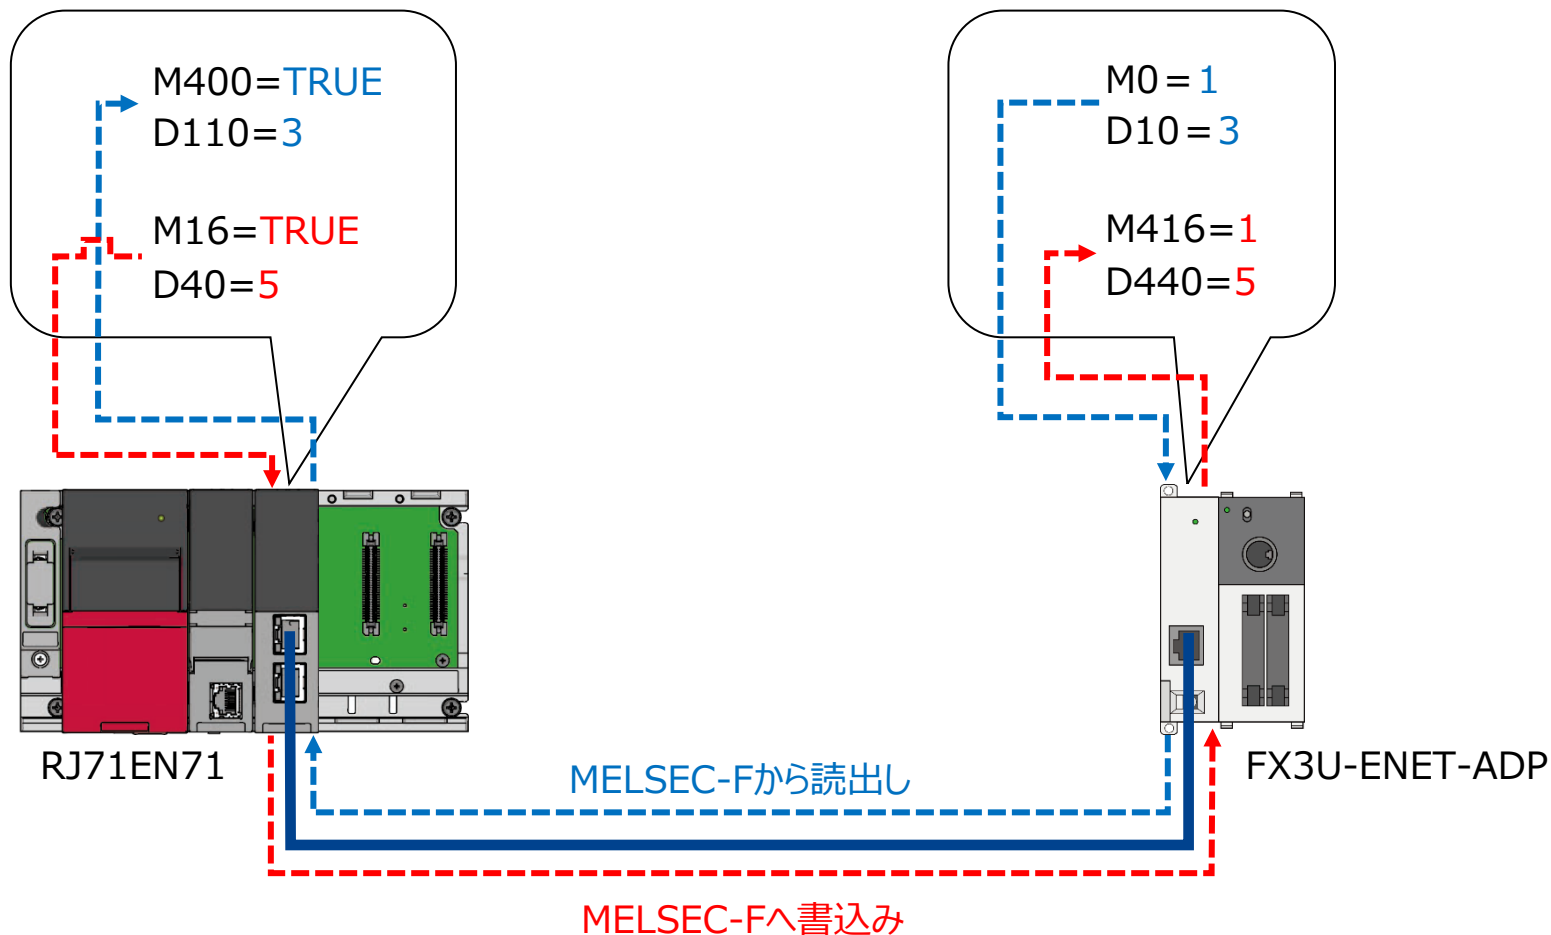 M400=TRUE
D110=3
M16=TRUE
D40=5
M0=1
D10=3
M416=1
D440=5
RJ71EN71
FX3U-ENET-ADP
MELSEC-Fから読出し
MELSEC-Fへ書込み